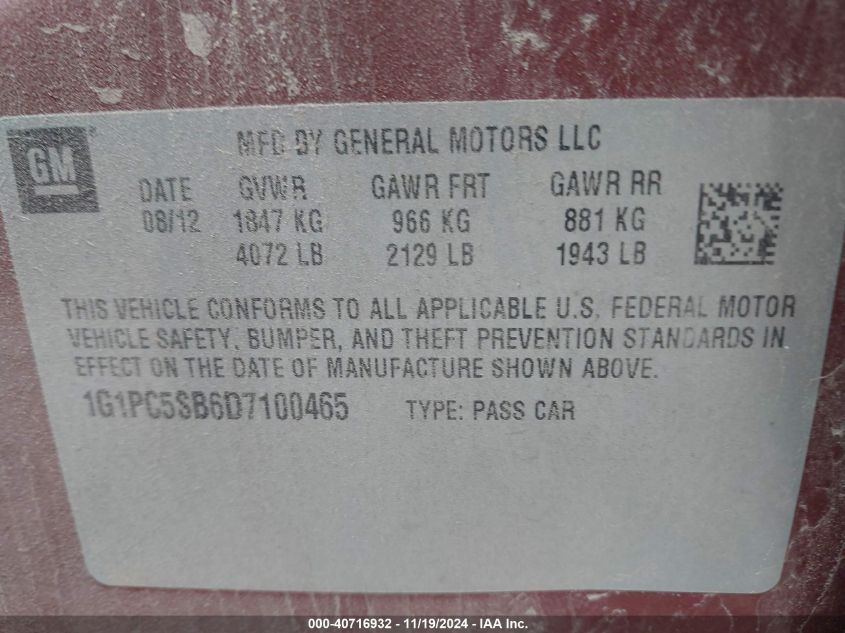 GM
MFD BY GENERAL MOTORS LLC
DATE GVWR GAWR FRT GAWR RR
08/12 1847 KG 966 KG 881 KG
4072 LB 2129 LB 1943 LB
THIS VEHICLE CONFORMS TO ALL APPLICABLE U.S. FEDERAL MOTOR
VEHICLE SAFETY, BUMPER, AND THEFT PREVENTION STANDARDS IN
EFFECT ON THE DATE OF MANUFACTURE SHOWN ABOVE.
1G1PC5SB6D7100465 TYPE: PASS CAR
000-40716932 - 11/19/2024 - IAA Inc.